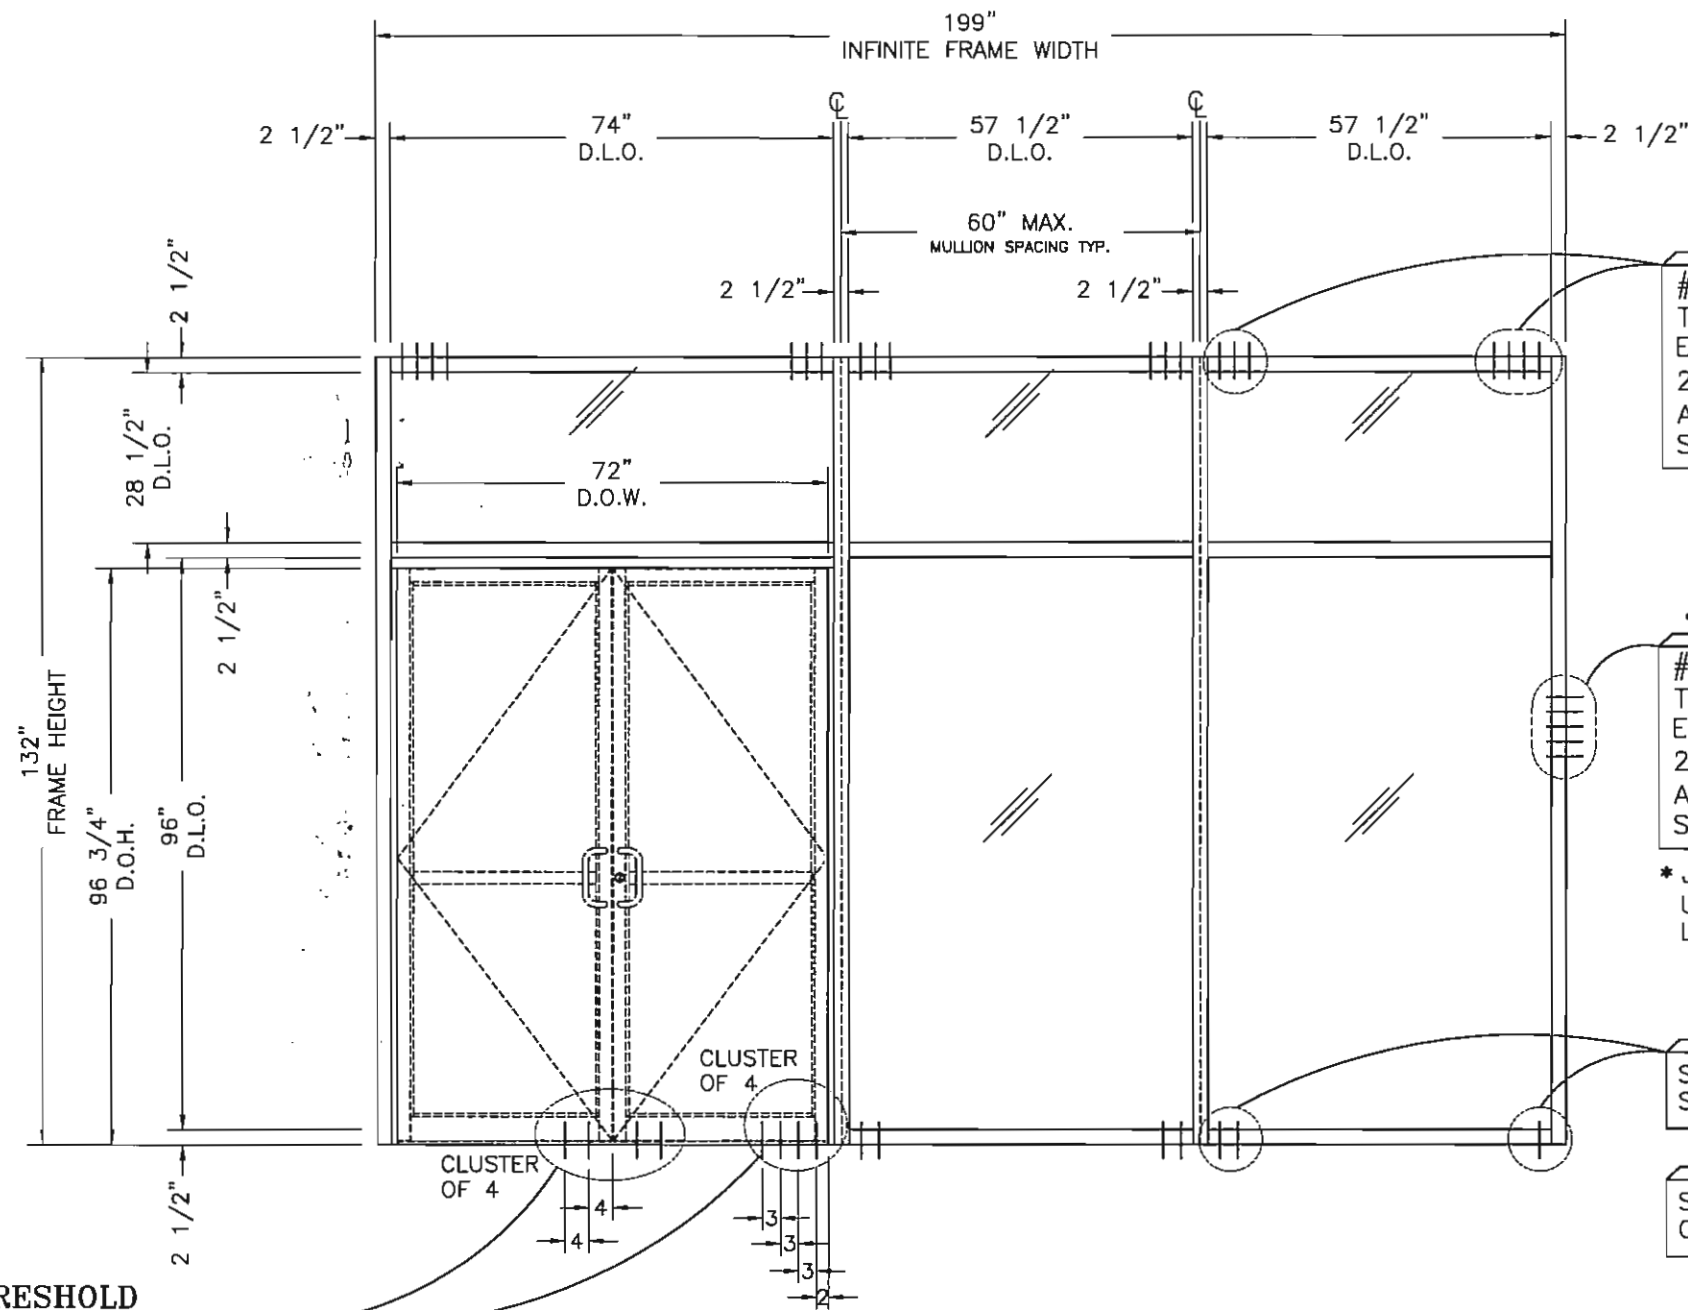 199"
INFINITE FRAME WIDTH
2 1/2"
74"
D.L.O.
℄
57 1/2"
D.L.O.
℄
57 1/2"
D.L.O.
2 1/2"
60" MAX.
MULLION SPACING TYP.
2 1/2"
2 1/2"
2 1/2"
28 1/2"
D.L.O.
72"
D.O.W.
2 1/2"
132"
FRAME HEIGHT
96 3/4"
D.O.H.
96"
D.L.O.
2 1/2"
CLUSTER
OF 4
CLUSTER
OF 4
4
4
3
3
3
2
RESHOLD
#
T
E
2
A
S
#
T
E
2
A
S
* J
U
L
S
S
S
C